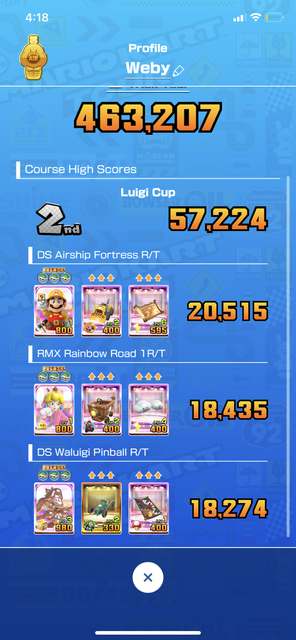 4:18
Profile
Weby
463,207
Course High Scores
Luigi Cup
2nd
57,224
DS Airship Fortress R/T
800
400
595
20,515
RMX Rainbow Road 1R/T
800
400
400
18,435
DS Waluigi Pinball R/T
980
330
400
18,274